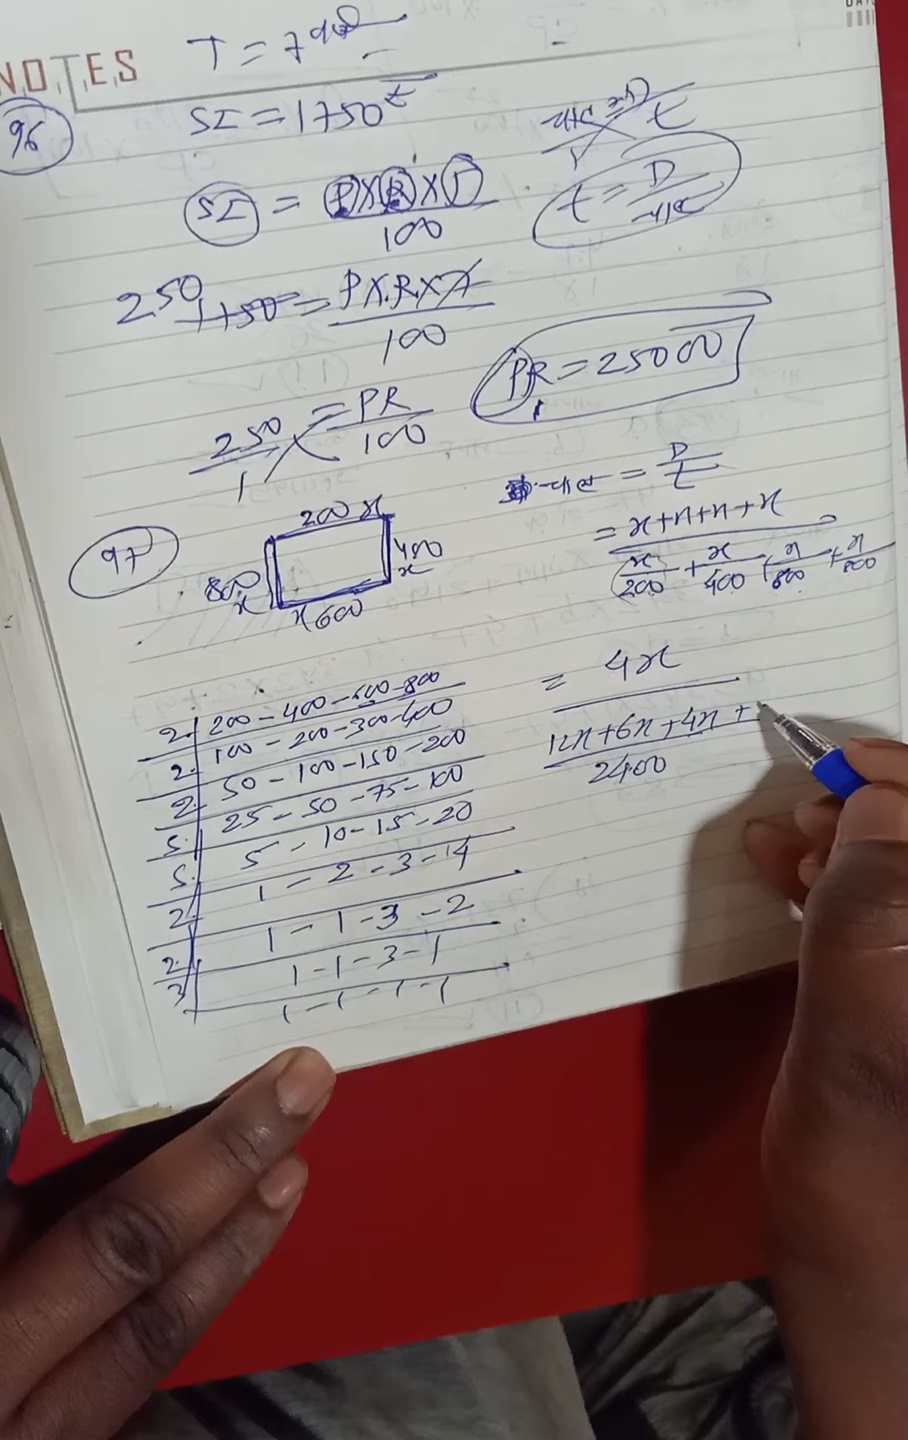 NOTES
T = 7
96
SI = 1750
SI = P × R × T
100
t = D
250 1750 = P × R × 7
100
PR = 25000
250 = PR
1 100
97
200 x
800 x
400 x
x 600
= D
t
= x+x+x+x
x/200 + x/400 + x/800 + x/800
= 4x
12x+6x+4x+
2400
2 | 200 - 400 - 600 - 800
2 | 100 - 200 - 300 - 400
2 | 50 - 100 - 150 - 200
5 | 25 - 50 - 75 - 100
5 | 5 - 10 - 15 - 20
2 | 1 - 2 - 3 - 4
2 | 1 - 1 - 3 - 2
3 | 1 - 1 - 3 - 1
1 - 1 - 1 - 1